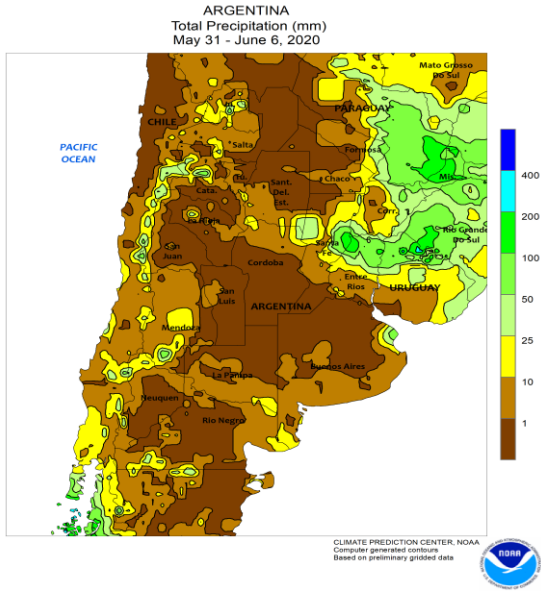 ARGENTINA
Total Precipitation (mm)
May 31 - June 6, 2020
Mato Grosso
Do Sul
PARAGUAY
CHILE
PACIFIC
OCEAN
Salta
Formosa
Chaco
Mis.
Cata.
Sant.
Del.
Est.
Corr.
La Rioja
Rio Grande
Do Sul
Santa
Fe
San
Juan
Cordoba
Entre
Rios
URUGUAY
San
Luis
ARGENTINA
Mendoza
La Pampa
Buenos Aires
Neuquen
Rio Negro
400
200
100
50
25
10
1
CLIMATE PREDICTION CENTER, NOAA
Computer generated contours
Based on preliminary gridded data
NOAA